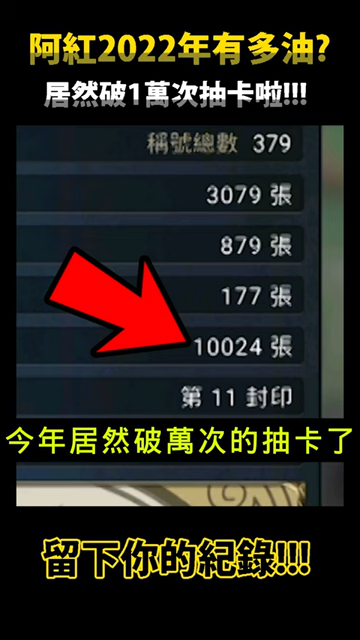 阿紅2022年有多油?
居然破1萬次抽卡啦!!!
稱號總數 379
3079 張
879 張
177 張
10024 張
第 11 封印
今年居然破萬次的抽卡了
留下你的紀錄!!!